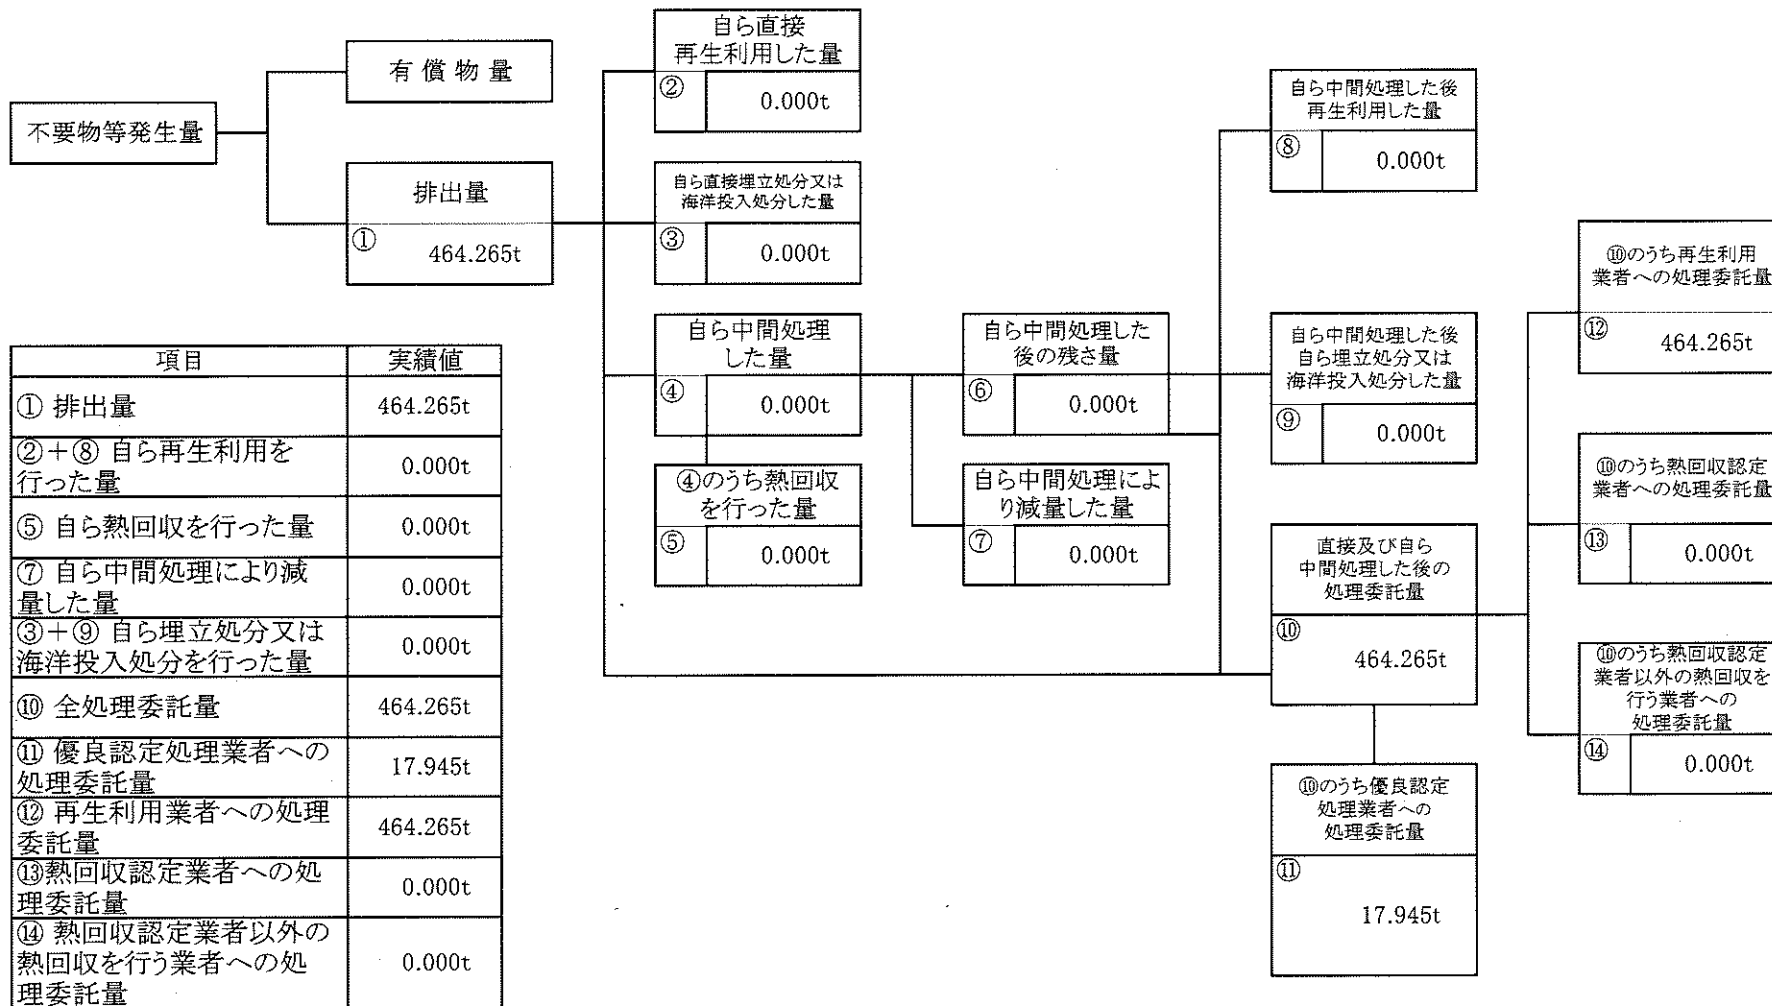 不要物等発生量
有償物量
排出量
①
464.265t
自ら直接
再生利用した量
②
0.000t
自ら直接埋立処分又は
海洋投入処分した量
③
0.000t
自ら中間処理
した量
④
0.000t
④のうち熱回収
を行った量
⑤
0.000t
自ら中間処理した
後の残さ量
⑥
0.000t
自ら中間処理によ
り減量した量
⑦
0.000t
自ら中間処理した後
再生利用した量
⑧
0.000t
自ら中間処理した後
自ら埋立処分又は
海洋投入処分した量
⑨
0.000t
直接及び自ら
中間処理した後の
処理委託量
⑩
464.265t
⑩のうち優良認定
処理業者への
処理委託量
⑪
17.945t
⑩のうち再生利用
業者への処理委託量
⑫
464.265t
⑩のうち熱回収認定
業者への処理委託量
⑬
0.000t
⑩のうち熱回収認定
業者以外の熱回収を
行う業者への
処理委託量
⑭
0.000t
項目 実績値
① 排出量 464.265t
②+⑧ 自ら再生利用を
行った量 0.000t
⑤ 自ら熱回収を行った量 0.000t
⑦ 自ら中間処理により減
量した量 0.000t
③+⑨ 自ら埋立処分又は
海洋投入処分を行った量 0.000t
⑩ 全処理委託量 464.265t
⑪ 優良認定処理業者への
処理委託量 17.945t
⑫ 再生利用業者への処理
委託量 464.265t
⑬熱回収認定業者への処
理委託量 0.000t
⑭ 熱回収認定業者以外の
熱回収を行う業者への処
理委託量 0.000t